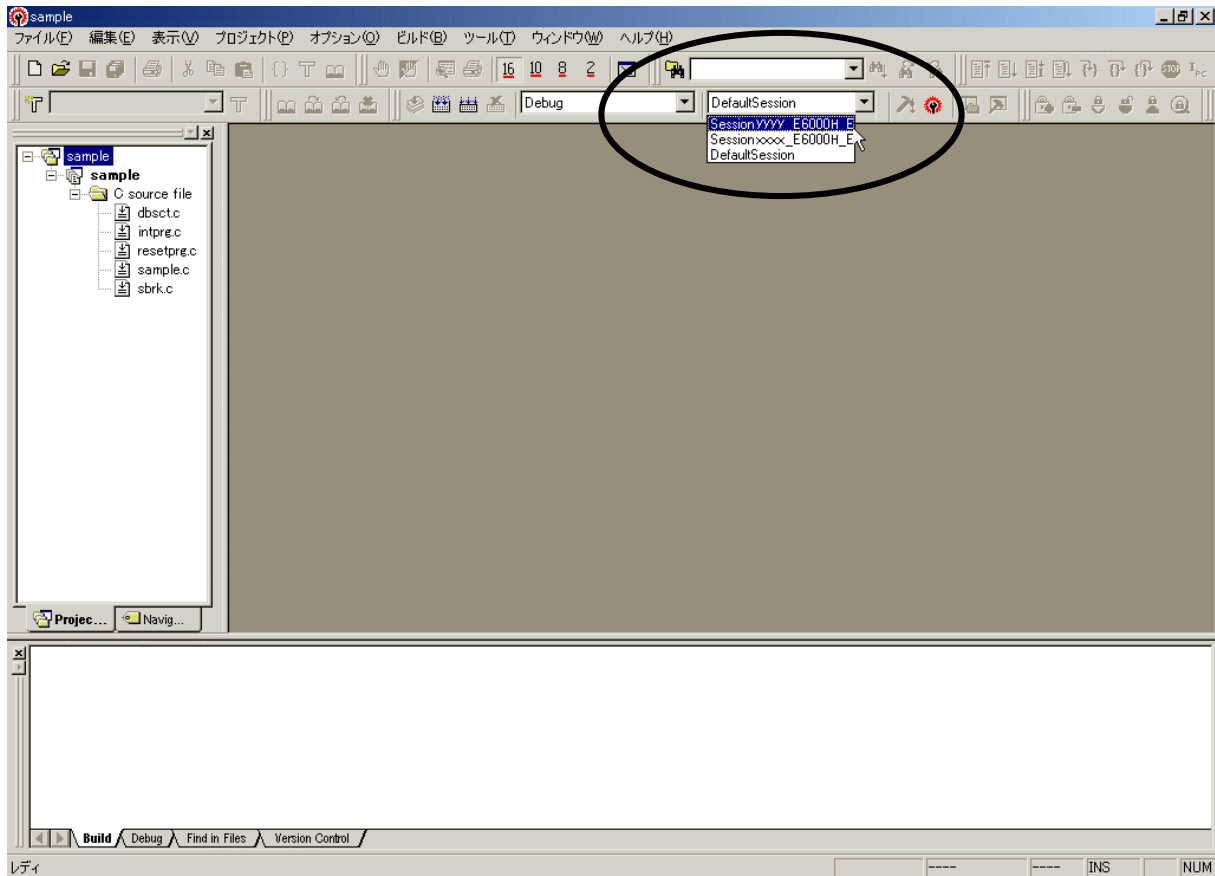 sample
ファイル(F) 編集(E) 表示(V) プロジェクト(P) オプション(O) ビルド(B) ツール(T) ウィンドウ(W) ヘルプ(H)
16 10 8 2 STOP IPC
Debug DefaultSession
Sessionyyyy_E6000H_E
Sessionxxxx_E6000H_E
DefaultSession
sample
sample
C source file
dbsct.c
intprg.c
resetprg.c
sample.c
sbrk.c
Projec... Navig...
Build Debug Find in Files Version Control
レディ ---- ---- INS NUM